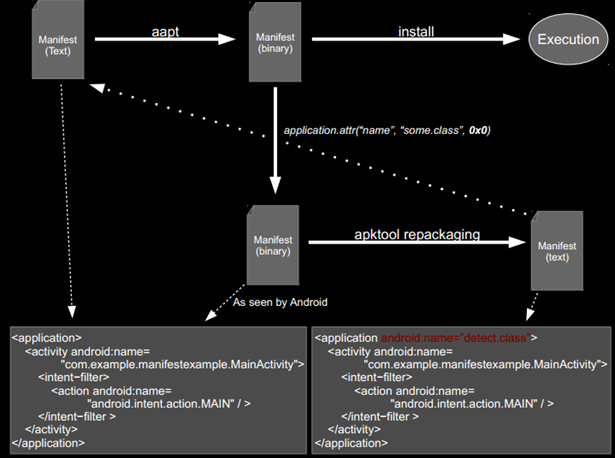 Manifest
(Text)
aapt
Manifest
(binary)
install
Execution
application.attr("name", "some.class", 0x0)
Manifest
(binary)
apktool repackaging
Manifest
(text)
As seen by Android
<application>
<activity android:name=
"com.example.manifestexample.MainActivity">
<intent−filter>
<action android:name=
"android.intent.action.MAIN" / >
</intent−filter >
</activity>
</application>
<application android:name="detect.class">
<activity android:name=
"com.example.manifestexample.MainActivity">
<intent−filter>
<action android:name=
"android.intent.action.MAIN" / >
</intent−filter >
</activity>
</application>